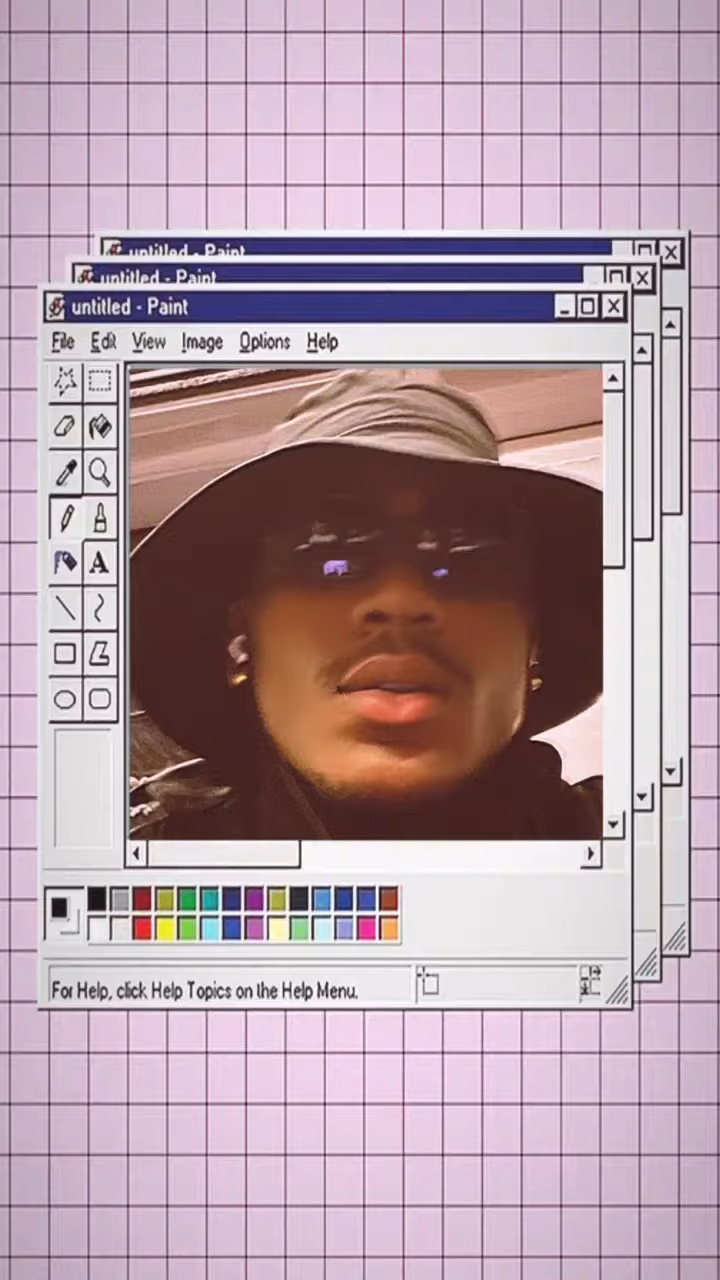 untitled - Paint
untitled - Paint
untitled - Paint
File Edit View Image Options Help
A
For Help, click Help Topics on the Help Menu.